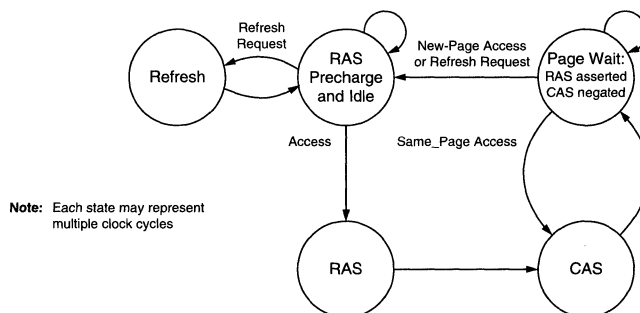 Refresh
Request
Refresh
RAS
Precharge
and Idle
New-Page Access
or Refresh Request
Page Wait:
RAS asserted
CAS negated
Access
Same_Page Access
Note: Each state may represent
multiple clock cycles
RAS
CAS